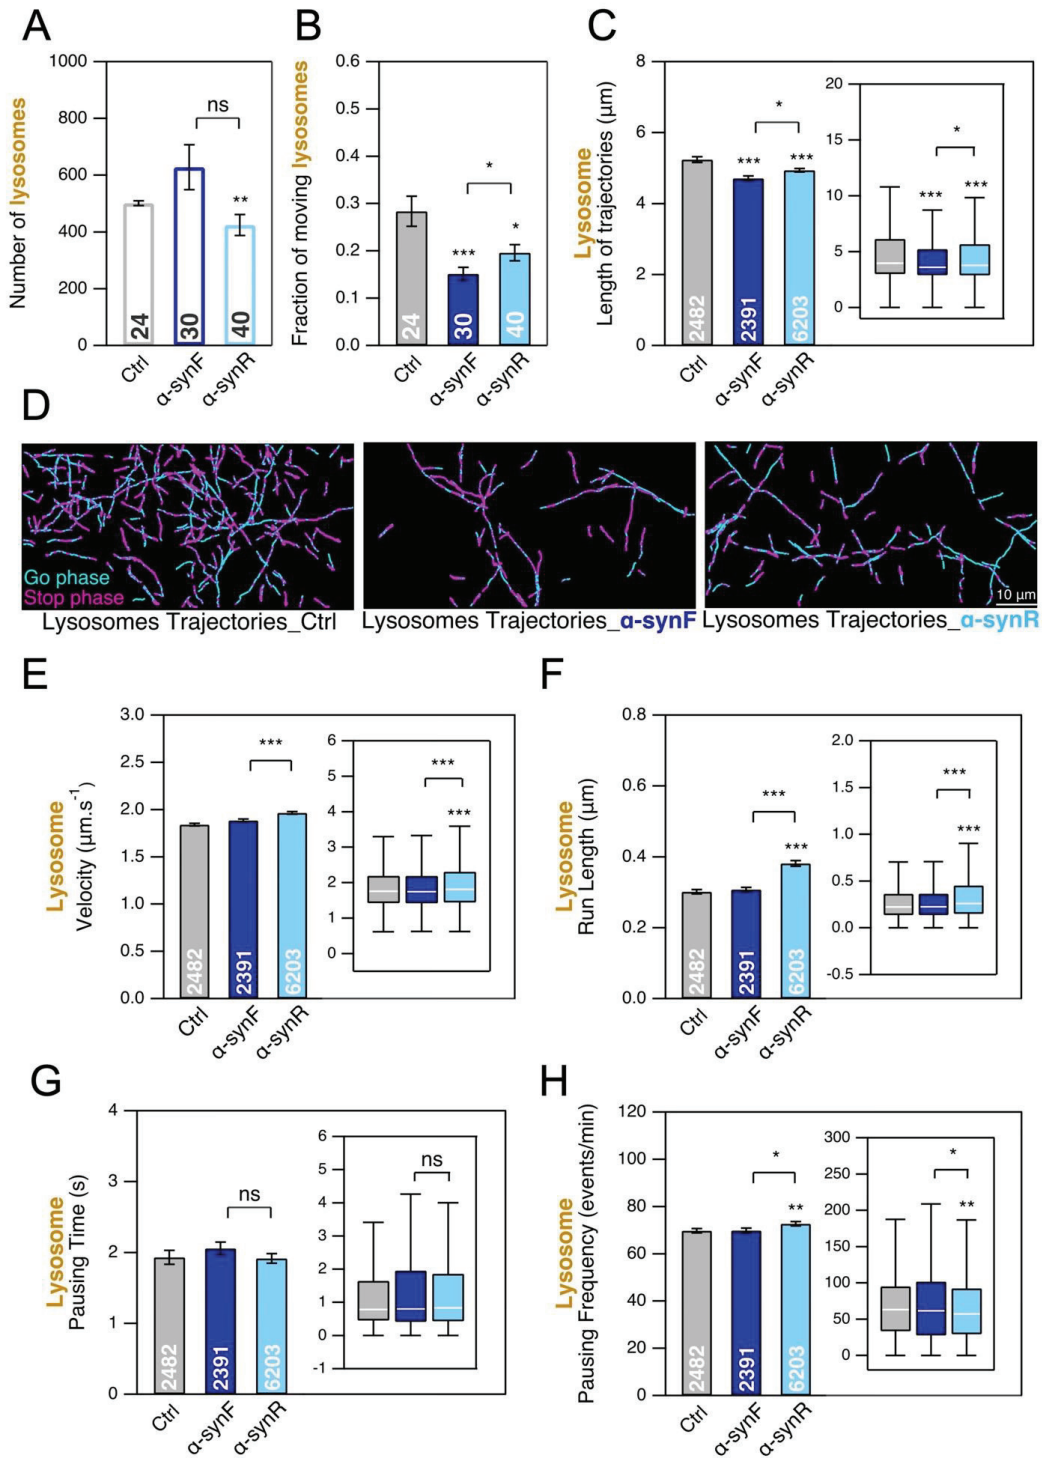 A
Number of lysosomes
1000
800
600
400
200
0
ns
**
24
30
40
Ctrl
α-synF
α-synR
B
Fraction of moving lysosomes
0.6
0.5
0.4
0.3
0.2
0.1
0.0
*
***
*
24
30
40
Ctrl
α-synF
α-synR
C
Lysosome
Length of trajectories (µm)
8
6
4
2
0
*
***
***
2482
2391
6203
Ctrl
α-synF
α-synR
20
15
10
5
0
*
***
***
D
Go phase
Stop phase
10 µm
Lysosomes Trajectories_Ctrl
Lysosomes Trajectories_α-synF
Lysosomes Trajectories_α-synR
E
Lysosome
Velocity (µm.s-1)
3.0
2.5
2.0
1.5
1.0
0.5
0.0
***
2482
2391
6203
Ctrl
α-synF
α-synR
6
5
4
3
2
1
0
***
***
F
Lysosome
Run Length (µm)
0.8
0.6
0.4
0.2
0.0
***
***
2482
2391
6203
Ctrl
α-synF
α-synR
2.0
1.5
1.0
0.5
0.0
-0.5
***
***
G
Lysosome
Pausing Time (s)
4
3
2
1
0
ns
2482
2391
6203
Ctrl
α-synF
α-synR
6
5
4
3
2
1
0
-1
ns
H
Lysosome
Pausing Frequency (events/min)
120
100
80
60
40
20
0
*
**
2482
2391
6203
Ctrl
α-synF
α-synR
300
250
200
150
100
50
0
*
**